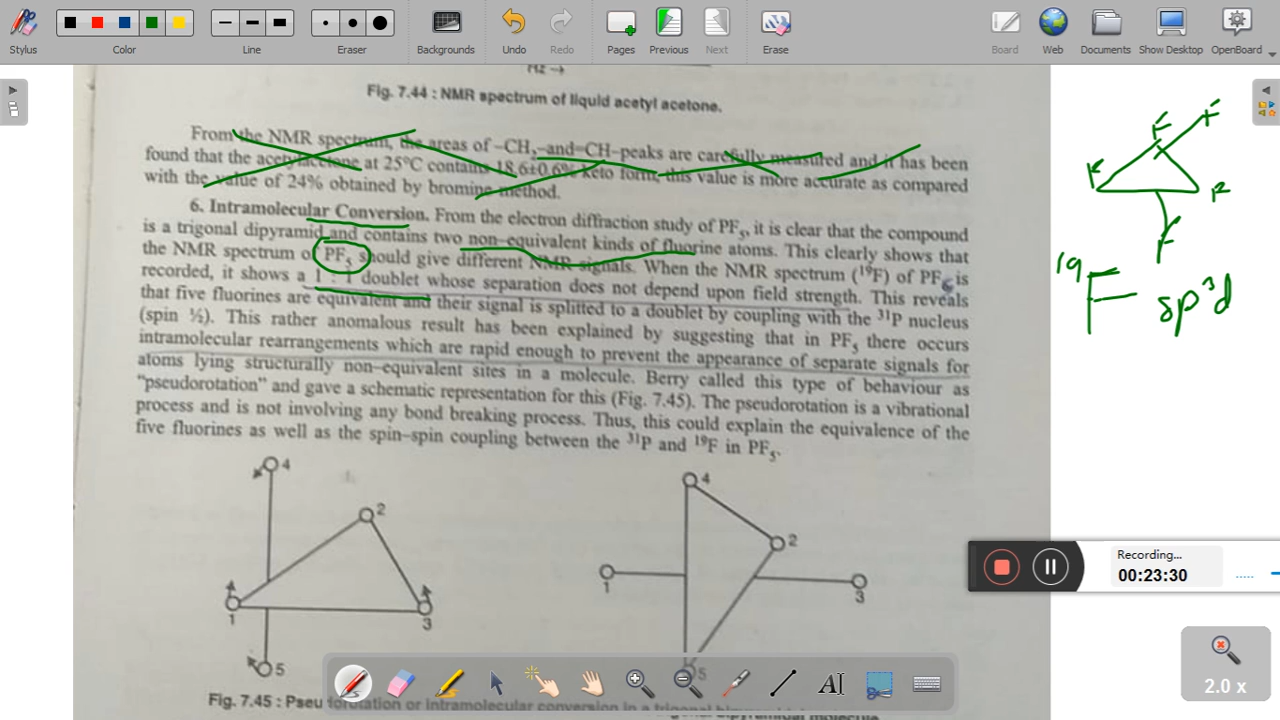 Stylus
Color
Line
Eraser
Backgrounds
Undo
Redo
Pages
Previous
Next
Erase
Board
Web
Documents
Show Desktop
OpenBoard
Hz →
Fig. 7.44 : NMR spectrum of liquid acetyl acetone.
From the NMR spectrum, the areas of –CH3–and=CH–peaks are carefully measured and it has been
found that the acetylacetone at 25°C contains 18.6±0.6% keto form, this value is more accurate as compared
with the value of 24% obtained by bromine method.
6. Intramolecular Conversion. From the electron diffraction study of PF5, it is clear that the compound
is a trigonal dipyramid and contains two non–equivalent kinds of fluorine atoms. This clearly shows that
the NMR spectrum of PF5 should give different NMR signals. When the NMR spectrum (19F) of PF5 is
recorded, it shows a 1 : 1 doublet whose separation does not depend upon field strength. This reveals
that five fluorines are equivalent and their signal is splitted to a doublet by coupling with the 31P nucleus
(spin ½). This rather anomalous result has been explained by suggesting that in PF5 there occurs
intramolecular rearrangements which are rapid enough to prevent the appearance of separate signals for
atoms lying structurally non–equivalent sites in a molecule. Berry called this type of behaviour as
"pseudorotation" and gave a schematic representation for this (Fig. 7.45). The pseudorotation is a vibrational
process and is not involving any bond breaking process. Thus, this could explain the equivalence of the
five fluorines as well as the spin–spin coupling between the 31P and 19F in PF5.
F
F
F
F
F
19F
sp3d
4
2
1
3
5
4
2
1
3
5
Recording...
00:23:30
2.0 x